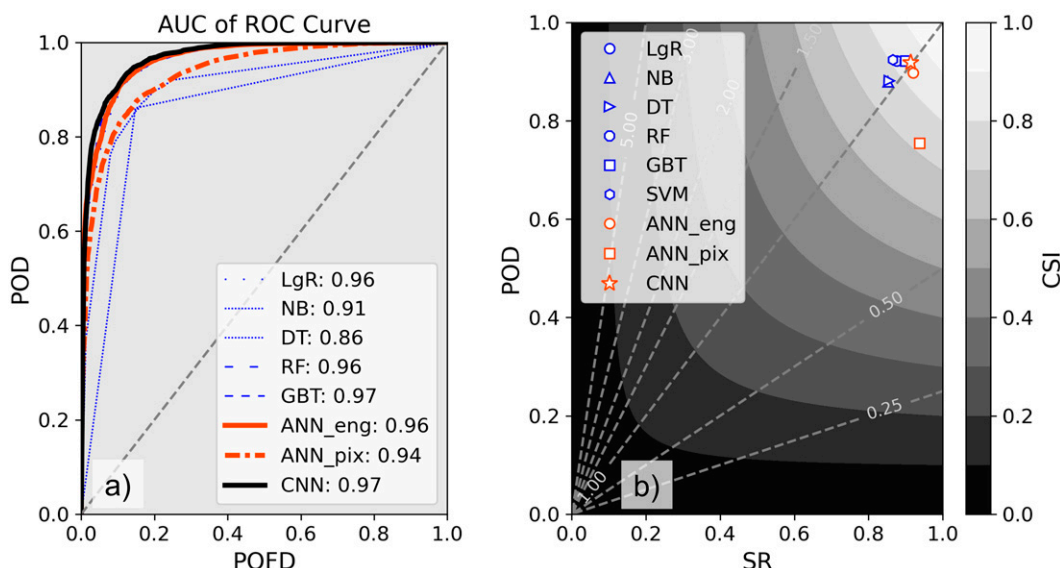 AUC of ROC Curve
1.0
0.8
0.6
0.4
0.2
0.0
POD
LgR: 0.96
NB: 0.91
DT: 0.86
RF: 0.96
GBT: 0.97
ANN_eng: 0.96
ANN_pix: 0.94
CNN: 0.97
a)
0.0
0.2
0.4
0.6
0.8
1.0
POFD
1.0
0.8
0.6
0.4
0.2
0.0
POD
LgR
NB
DT
RF
GBT
SVM
ANN_eng
ANN_pix
CNN
5.00
3.00
2.00
1.50
1.00
0.50
0.25
b)
0.0
0.2
0.4
0.6
0.8
1.0
SR
1.0
0.8
0.6
0.4
0.2
0.0
CSI